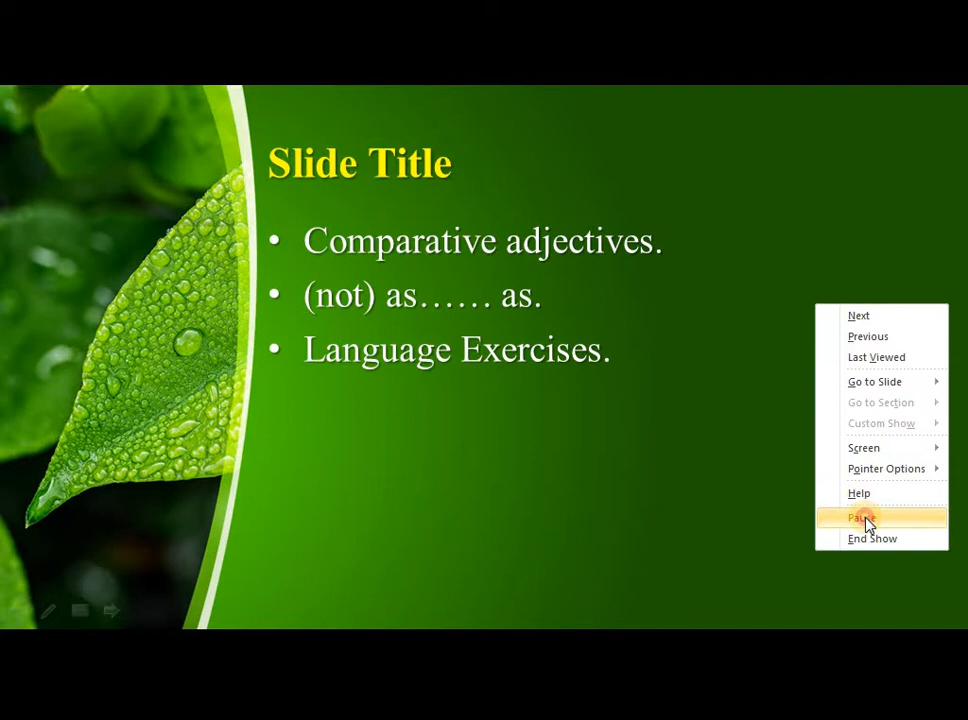 Slide Title
• Comparative adjectives.
• (not) as…… as.
• Language Exercises.
Next
Previous
Last Viewed
Go to Slide
Go to Section
Custom Show
Screen
Pointer Options
Help
Pause
End Show